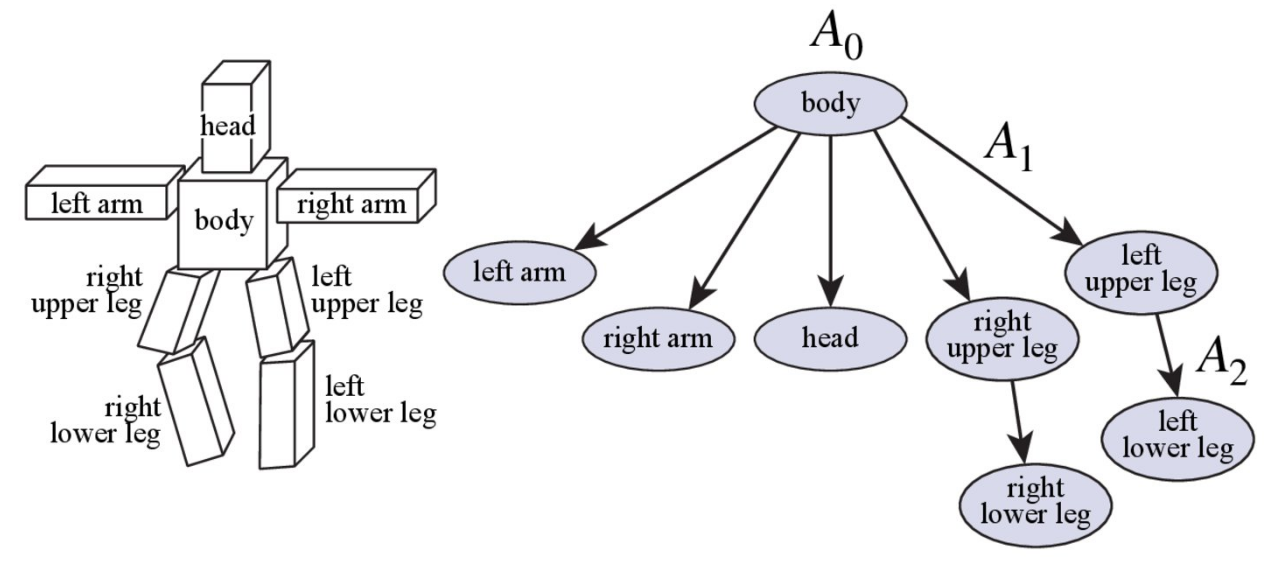 head
left arm
body
right arm
right
upper leg
left
upper leg
right
lower leg
left
lower leg
A0
body
A1
left arm
right arm
head
right
upper leg
left
upper leg
A2
left
lower leg
right
lower leg